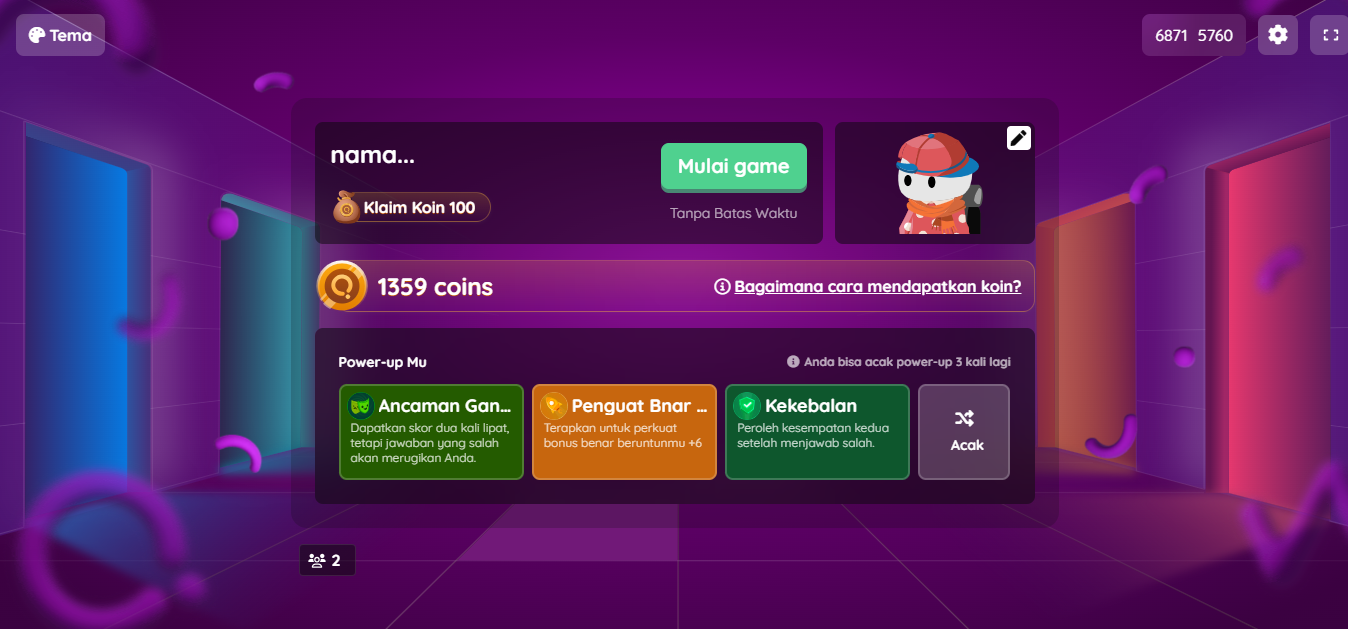 Tema
6871 5760
nama...
Mulai game
Klaim Koin 100
Tanpa Batas Waktu
1359 coins
Bagaimana cara mendapatkan koin?
Power-up Mu
Anda bisa acak power-up 3 kali lagi
Ancaman Gan...
Dapatkan skor dua kali lipat,
tetapi jawaban yang salah
akan merugikan Anda.
Penguat Bnar ...
Terapkan untuk perkuat
bonus benar beruntunmu +6
Kekebalan
Peroleh kesempatan kedua
setelah menjawab salah.
Acak
2